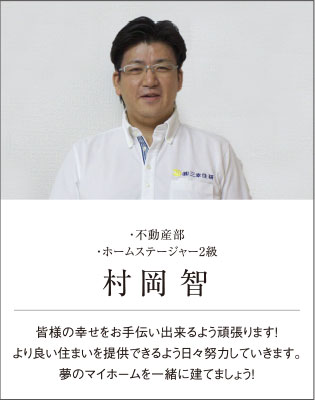 ・不動産部
・ホームステージャー2級
村岡 智
皆様の幸せをお手伝い出来るよう頑張ります!
より良い住まいを提供できるよう日々努力していきます。
夢のマイホームを一緒に建てましょう!